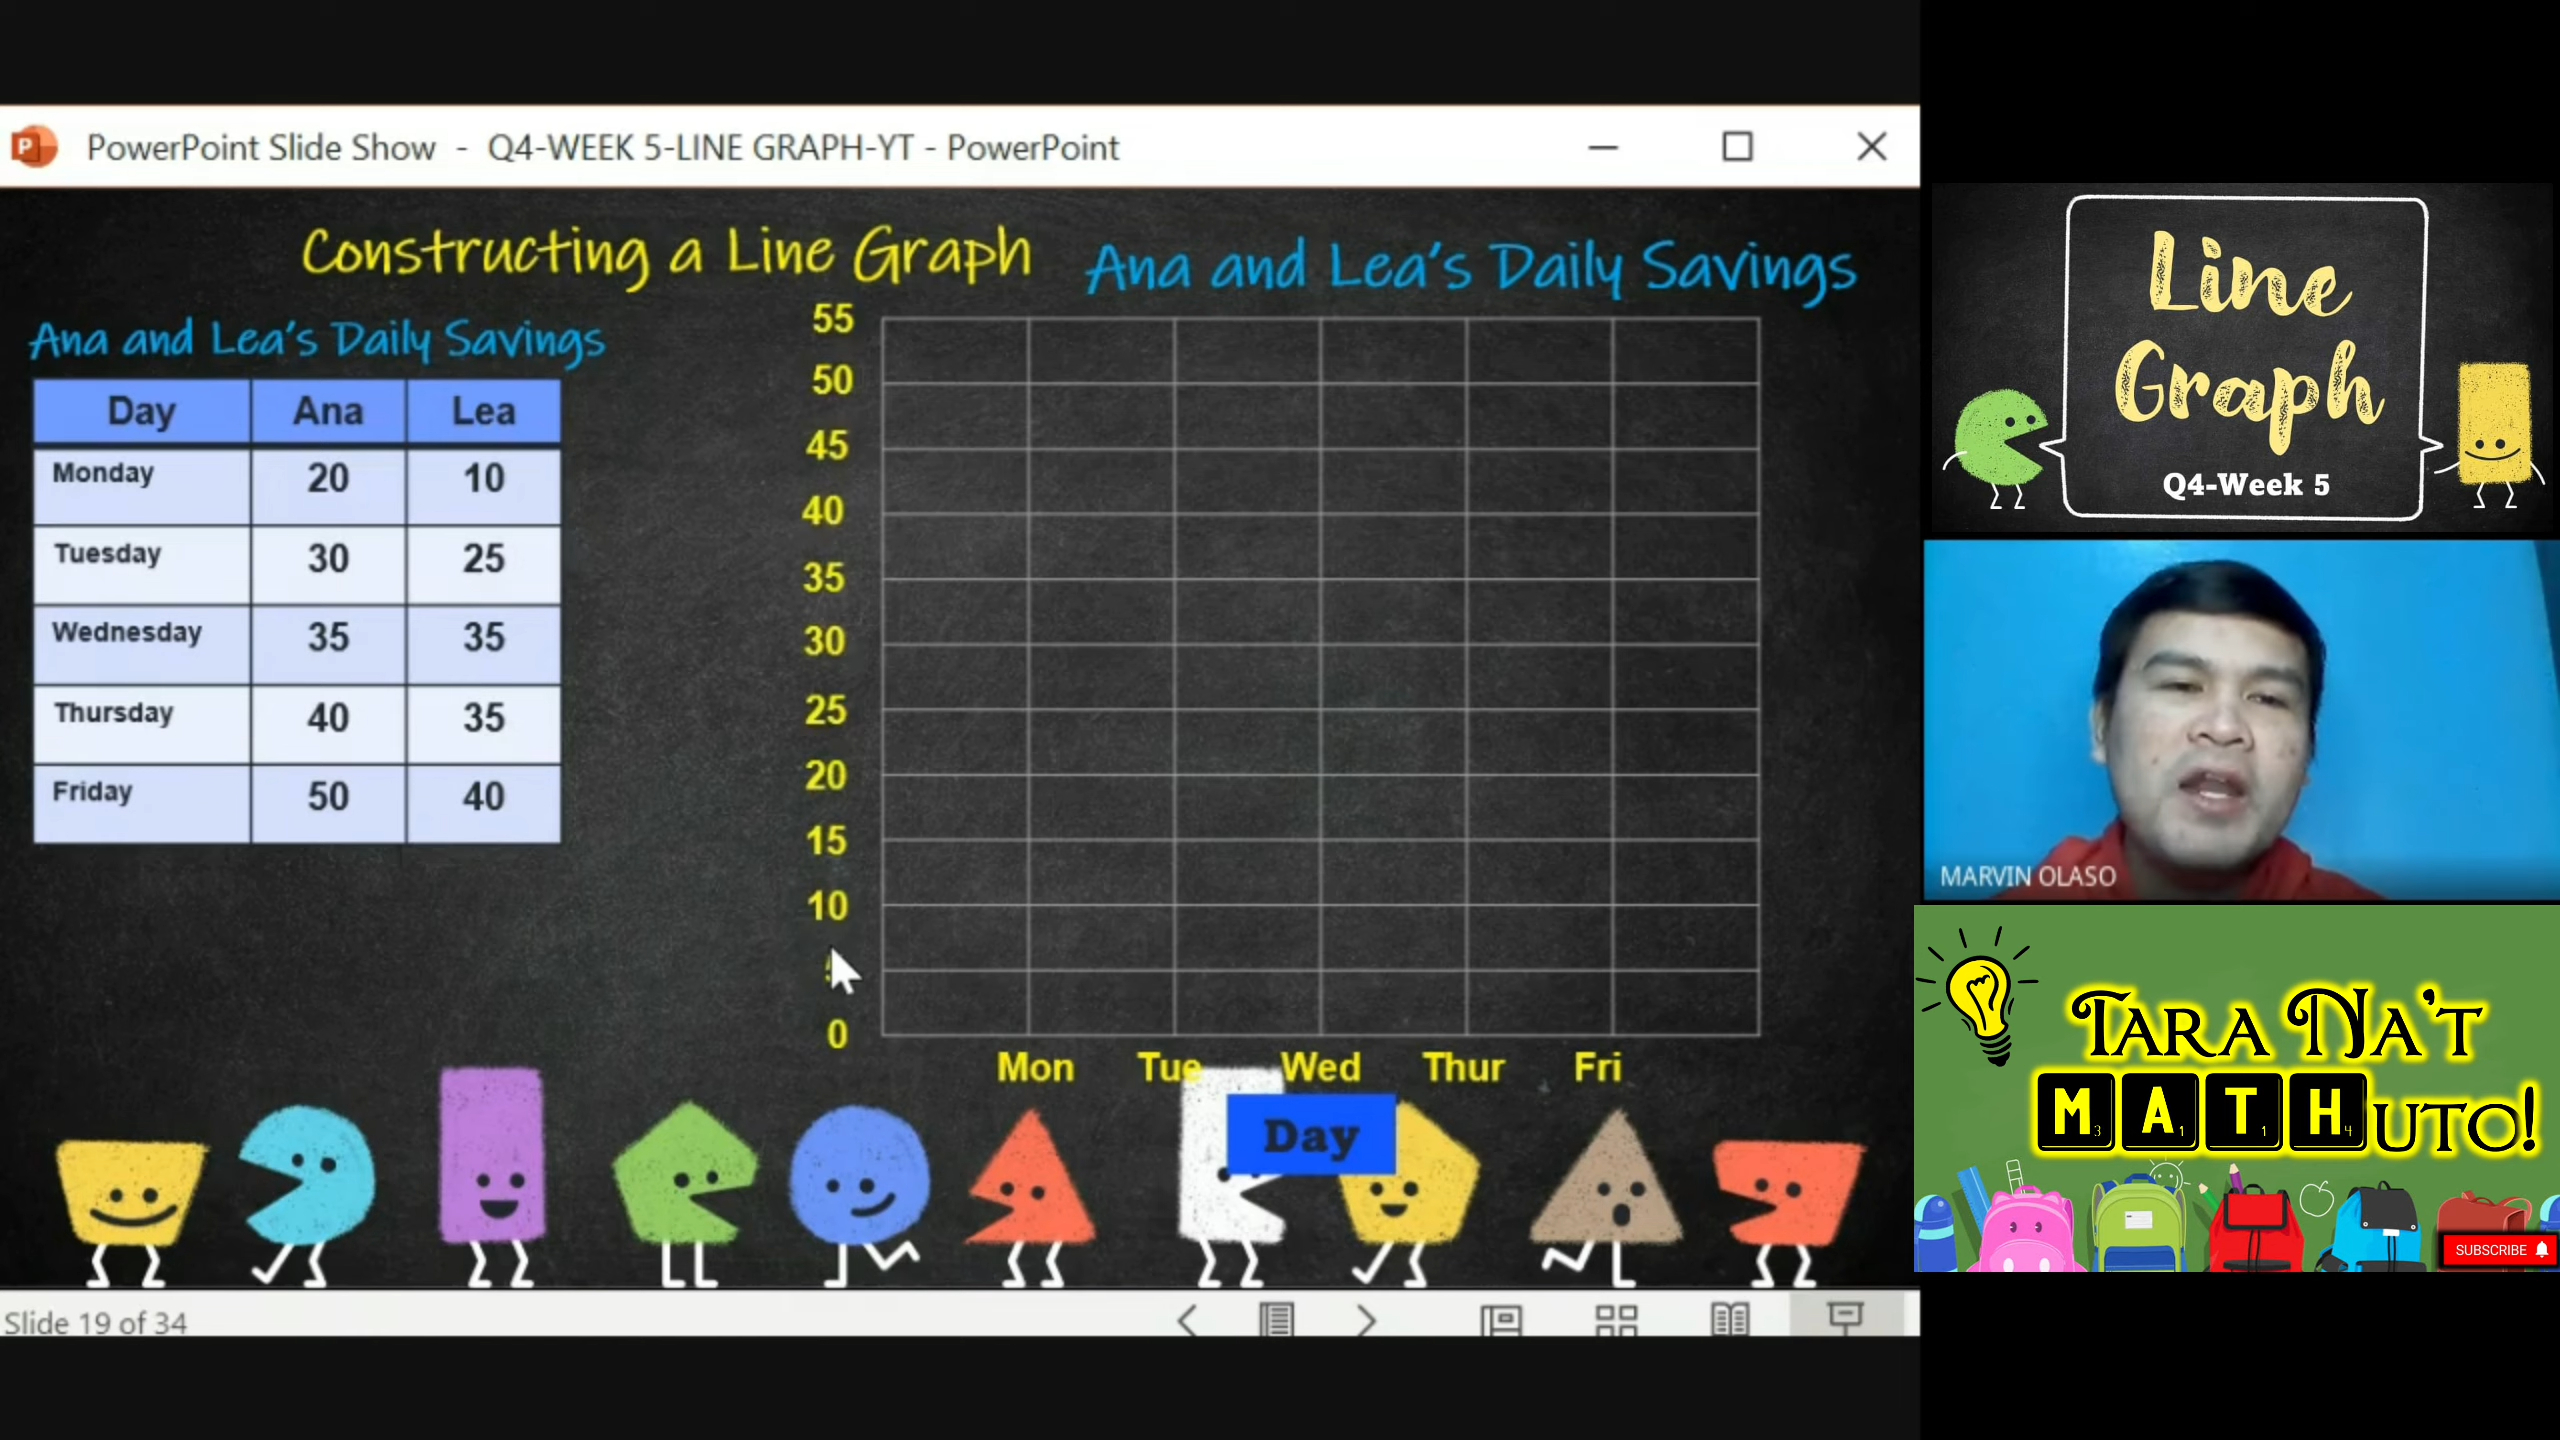 PowerPoint Slide Show - Q4-WEEK 5-LINE GRAPH-YT - PowerPoint
Constructing a Line Graph
Ana and Lea's Daily Savings
Day Ana Lea
Monday 20 10
Tuesday 30 25
Wednesday 35 35
Thursday 40 35
Friday 50 40
Ana and Lea's Daily Savings
55
50
45
40
35
30
25
20
15
10
0
Mon Tue Wed Thur Fri
Day
Slide 19 of 34
Line
Graph
Q4-Week 5
MARVIN OLASO
TARA NA'T
MATHUTO!
SUBSCRIBE